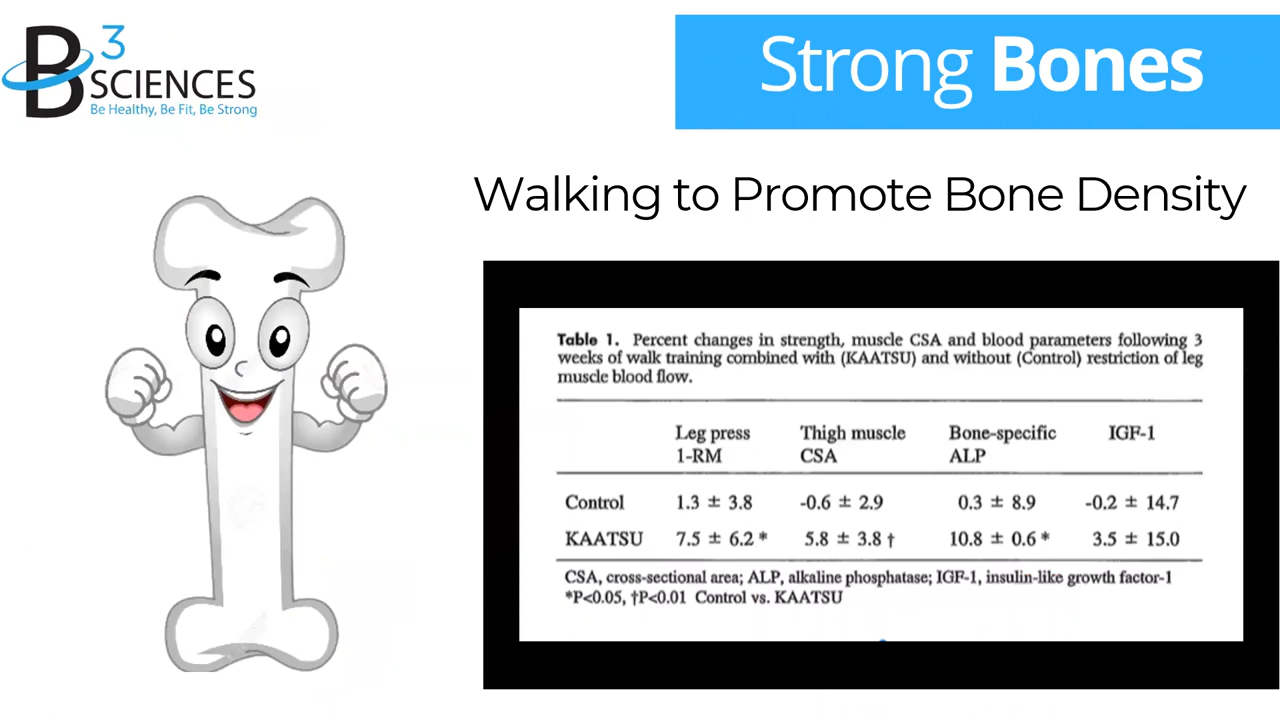 B3 SCIENCES
Be Healthy, Be Fit, Be Strong
Strong Bones
Walking to Promote Bone Density
Table 1. Percent changes in strength, muscle CSA and blood parameters following 3
weeks of walk training combined with (KAATSU) and without (Control) restriction of leg
muscle blood flow.
Leg press Thigh muscle Bone-specific IGF-1
1-RM CSA ALP
Control 1.3 ± 3.8 -0.6 ± 2.9 0.3 ± 8.9 -0.2 ± 14.7
KAATSU 7.5 ± 6.2 * 5.8 ± 3.8 † 10.8 ± 0.6 * 3.5 ± 15.0
CSA, cross-sectional area; ALP, alkaline phosphatase; IGF-1, insulin-like growth factor-1
*P<0.05, †P<0.01 Control vs. KAATSU